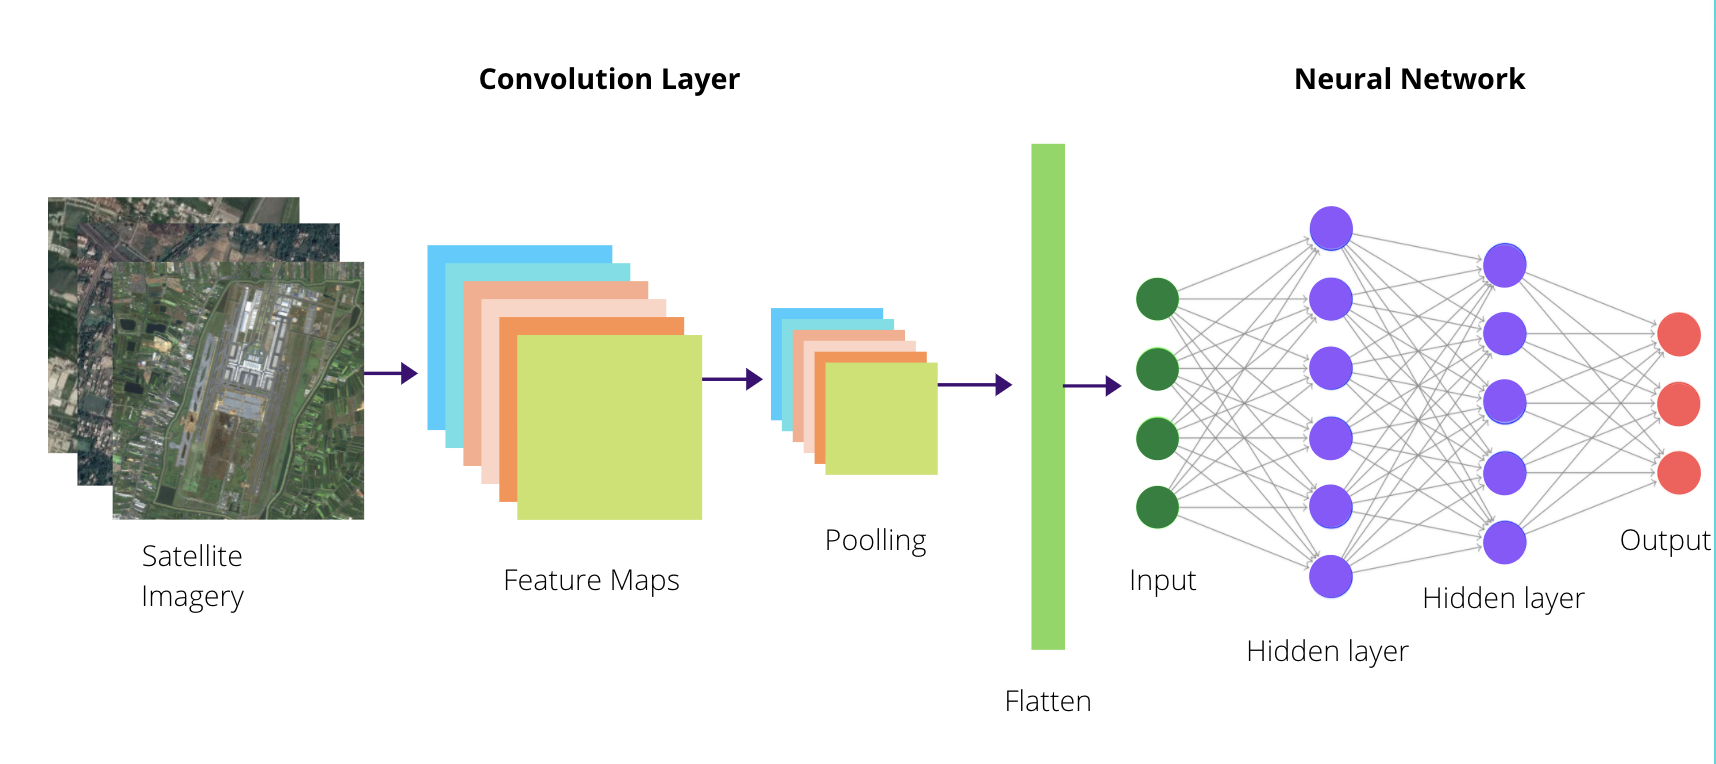 Convolution Layer
Neural Network
Satellite
Imagery
Feature Maps
Poolling
Flatten
Input
Hidden layer
Hidden layer
Output